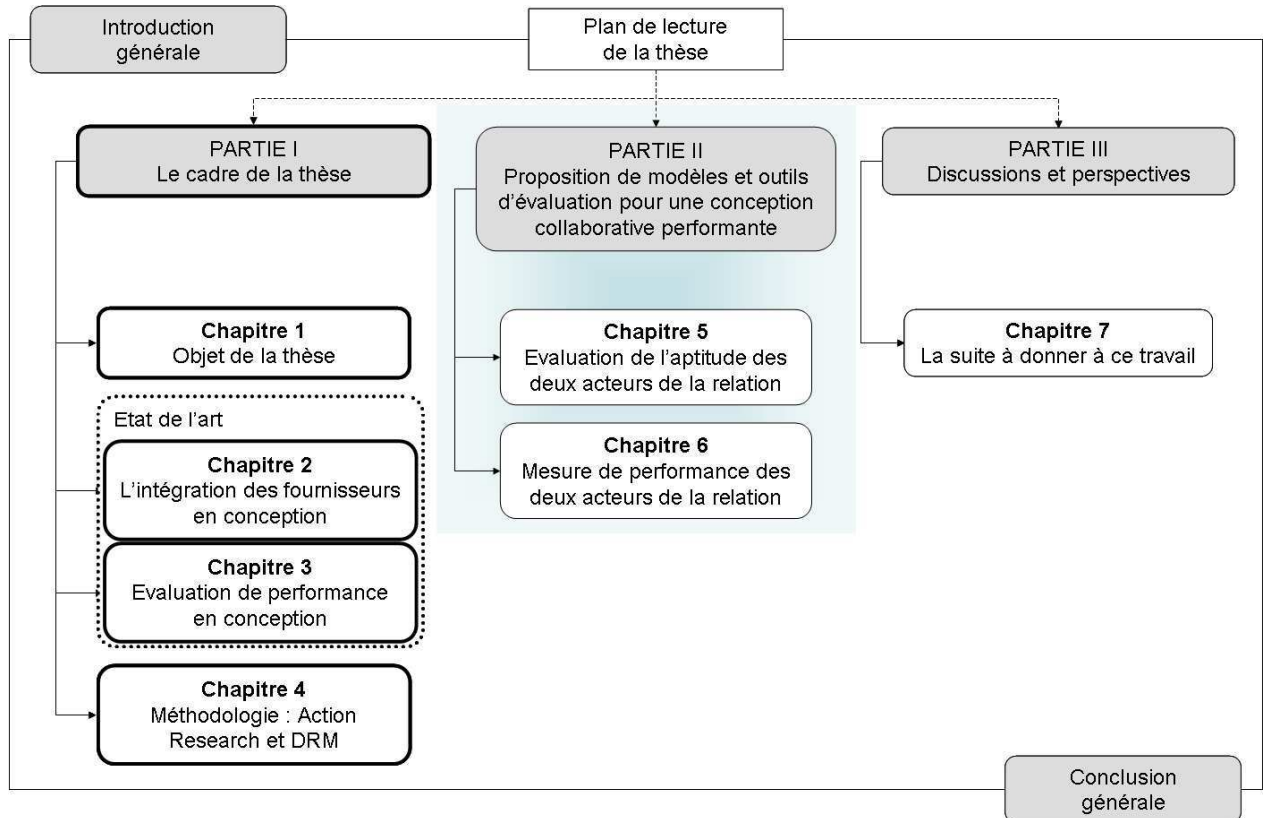 Introduction
générale
Plan de lecture
de la thèse
PARTIE I
Le cadre de la thèse
Chapitre 1
Objet de la thèse
Etat de l'art
Chapitre 2
L'intégration des fournisseurs
en conception
Chapitre 3
Evaluation de performance
en conception
Chapitre 4
Méthodologie : Action
Research et DRM
PARTIE II
Proposition de modèles et outils
d'évaluation pour une conception
collaborative performante
Chapitre 5
Evaluation de l'aptitude des
deux acteurs de la relation
Chapitre 6
Mesure de performance des
deux acteurs de la relation
PARTIE III
Discussions et perspectives
Chapitre 7
La suite à donner à ce travail
Conclusion
générale